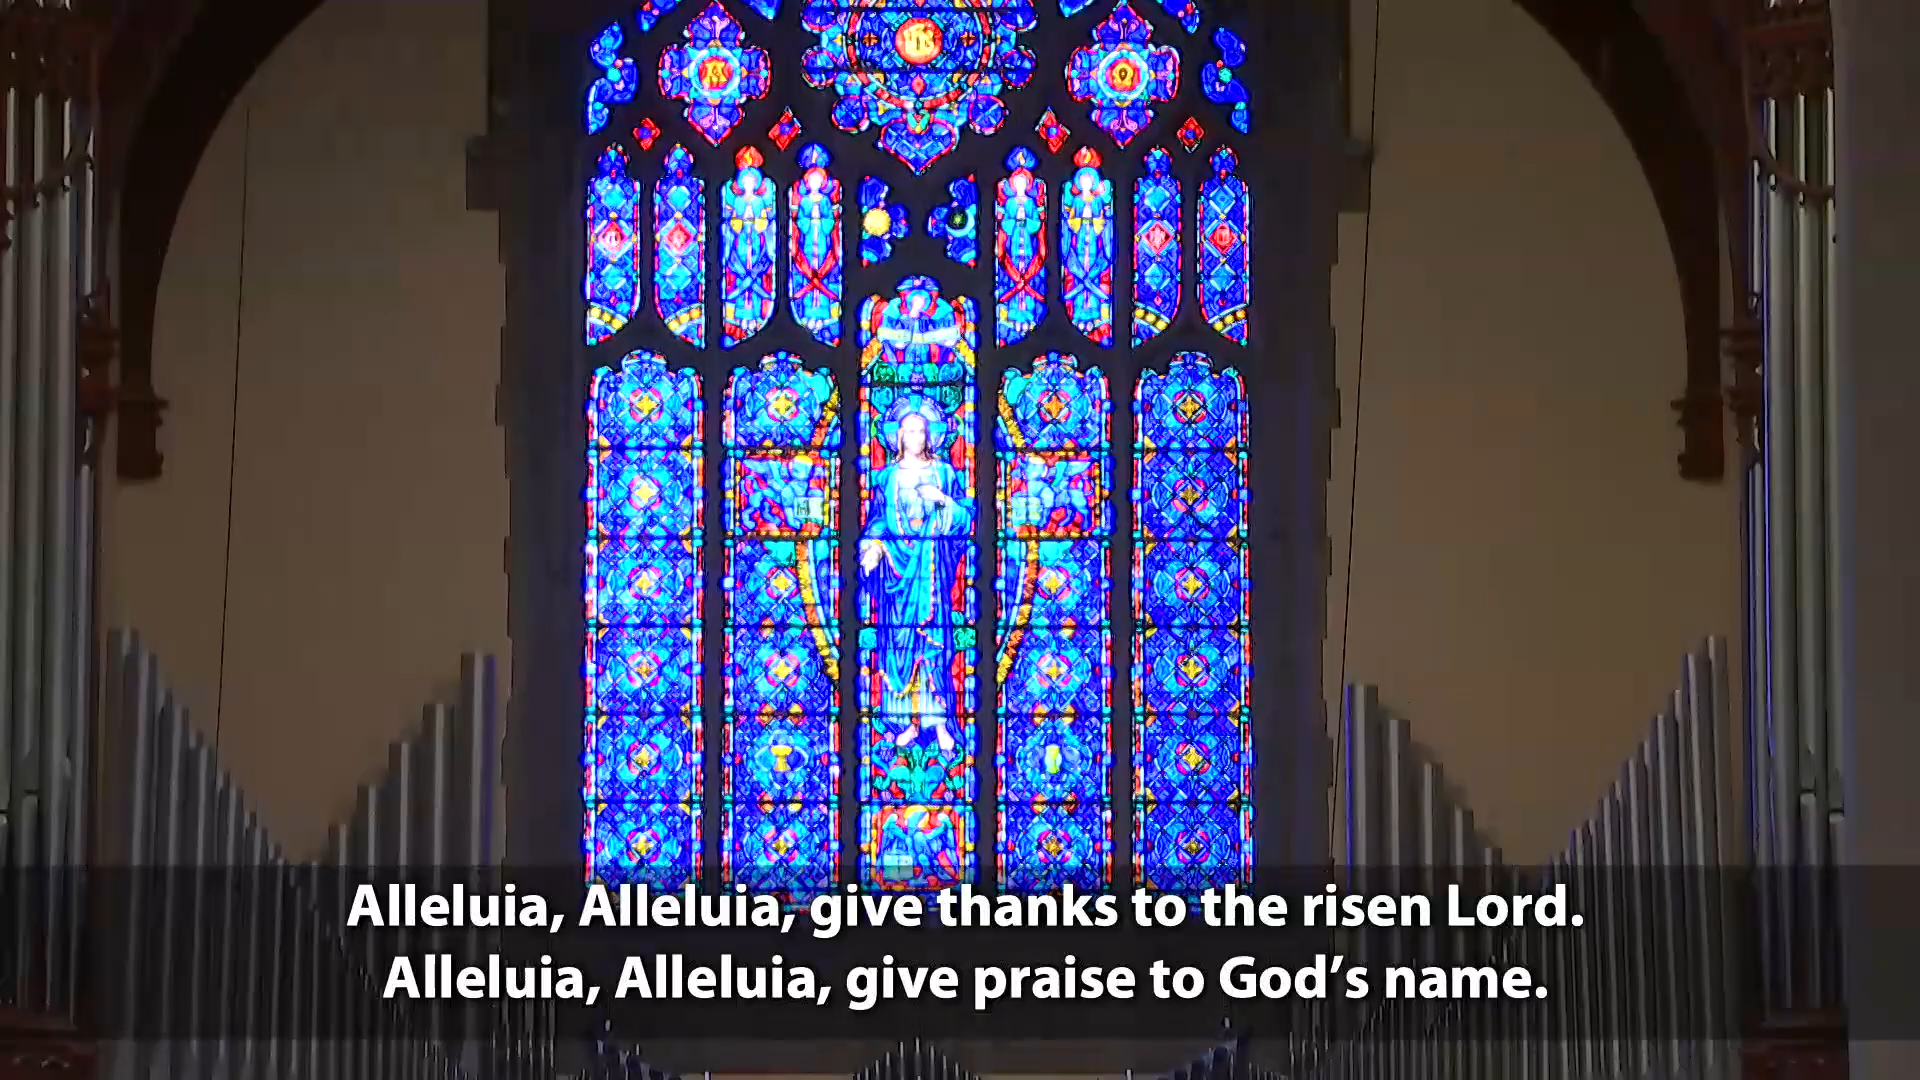 Alleluia, Alleluia, give thanks to the risen Lord.
Alleluia, Alleluia, give praise to God’s name.